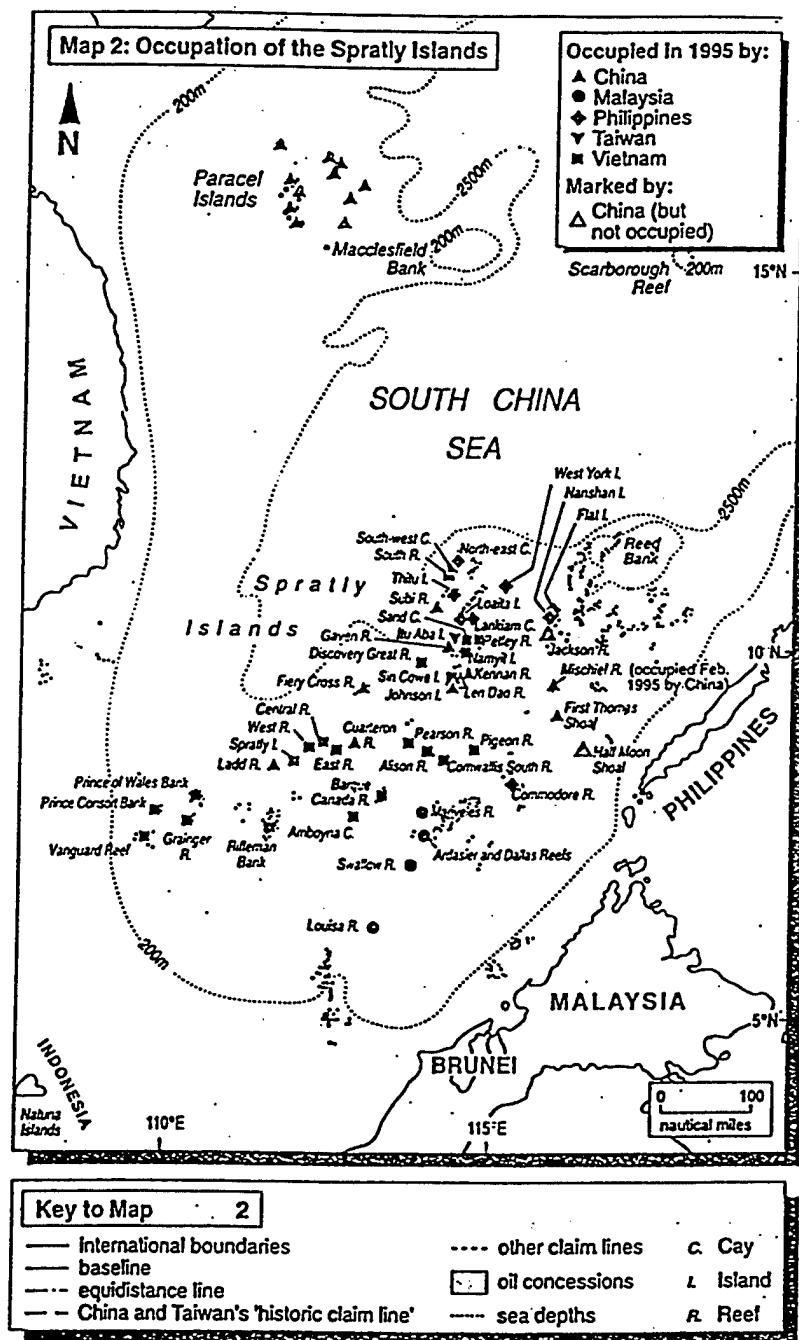 Map 2: Occupation of the Spratly Islands
Occupied in 1995 by:
China
Malaysia
Philippines
Taiwan
Vietnam
Marked by:
China (but
not occupied)
N
200m
2500m
Paracel
Islands
200m
Macclesfield
Bank
Scarborough
Reef
200m
15°N
VIETNAM
SOUTH CHINA
SEA
West York I.
Nanshan I.
Flat I.
2500m
South-west C.
North-east C.
South R.
Reed
Bank
Thitu I.
Spratly
Islands
Subi R.
Loaita I.
Sand C.
Lankiam C.
Gaven R.
Itu Aba I.
Petley R.
Jackson R.
10°N
Discovery Great R.
Namyit I.
Mischief R. (occupied Feb.
1995 by China)
Sin Cowe I.
Kennan R.
Fiery Cross R.
Johnson I.
Len Dao R.
First Thomas
Shoal
Central R.
West R.
Cuarteron
R.
Pearson R.
Pigeon R.
Spratly I.
Half Moon
Shoal
Ladd R.
East R.
Alison R.
Cornwallis South R.
PHILIPPINES
Prince of Wales Bank
Barque
Canada R.
Commodore R.
Prince Consort Bank
Mariveles R.
Amboyna C.
Vanguard Reef
Grainger
R.
Rifleman
Bank
Ardasier and Dallas Reefs
Swallow R.
Louisa R.
200m
MALAYSIA
5°N
BRUNEI
INDONESIA
Natuna
Islands
0 100
nautical miles
110°E
115°E
Key to Map 2
international boundaries
baseline
equidistance line
China and Taiwan's 'historic claim line'
other claim lines
oil concessions
sea depths
C. Cay
I. Island
R. Reef